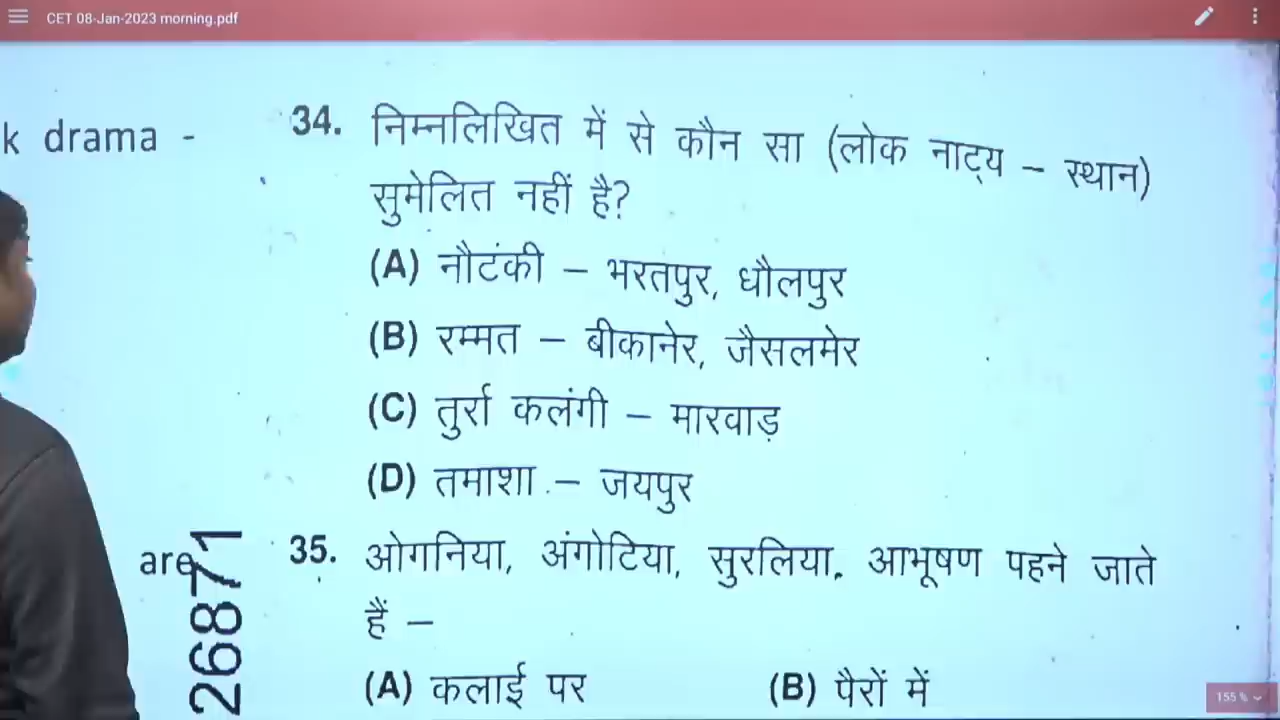 CET 08-Jan-2023 morning.pdf
k drama -
34. निम्नलिखित में से कौन सा (लोक नाट्य – स्थान)
सुमेलित नहीं है?
(A) नौटंकी – भरतपुर, धौलपुर
(B) रम्मत – बीकानेर, जैसलमेर
(C) तुर्रा कलंगी – मारवाड़
(D) तमाशा – जयपुर
are
26871
35. ओगनिया, अंगोटिया, सुरलिया, आभूषण पहने जाते
हैं –
(A) कलाई पर (B) पैरों में
155 %